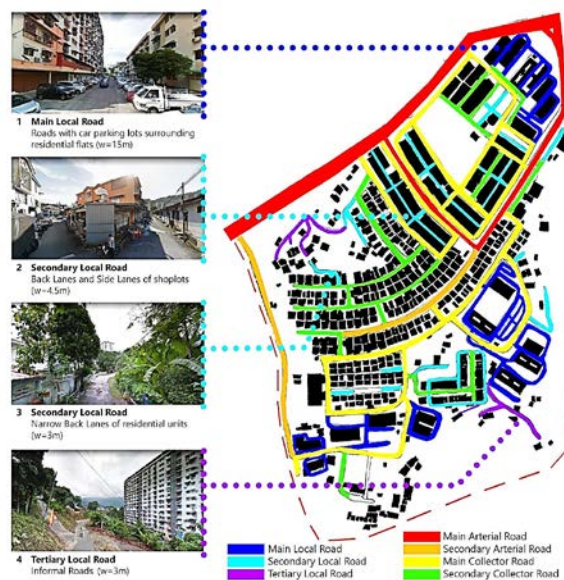 1 Main Local Road
Roads with car parking lots surrounding
residential flats (w=15m)
2 Secondary Local Road
Back Lanes and Side Lanes of shoplots
(w=4.5m)
3 Secondary Local Road
Narrow Back Lanes of residential units
(w=3m)
4 Tertiary Local Road
Informal Roads (w=3m)
Main Local Road
Secondary Local Road
Tertiary Local Road
Main Arterial Road
Secondary Arterial Road
Main Collector Road
Secondary Collector Road